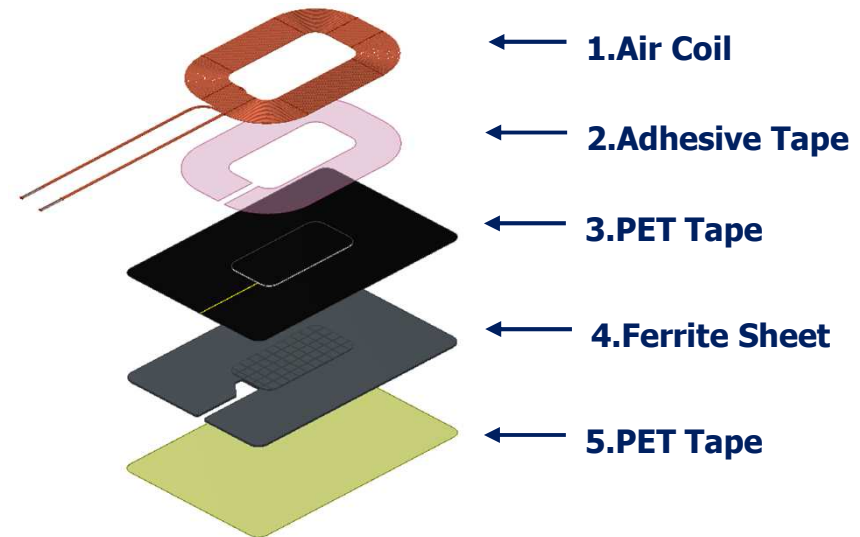 1.Air Coil
2.Adhesive Tape
3.PET Tape
4.Ferrite Sheet
5.PET Tape